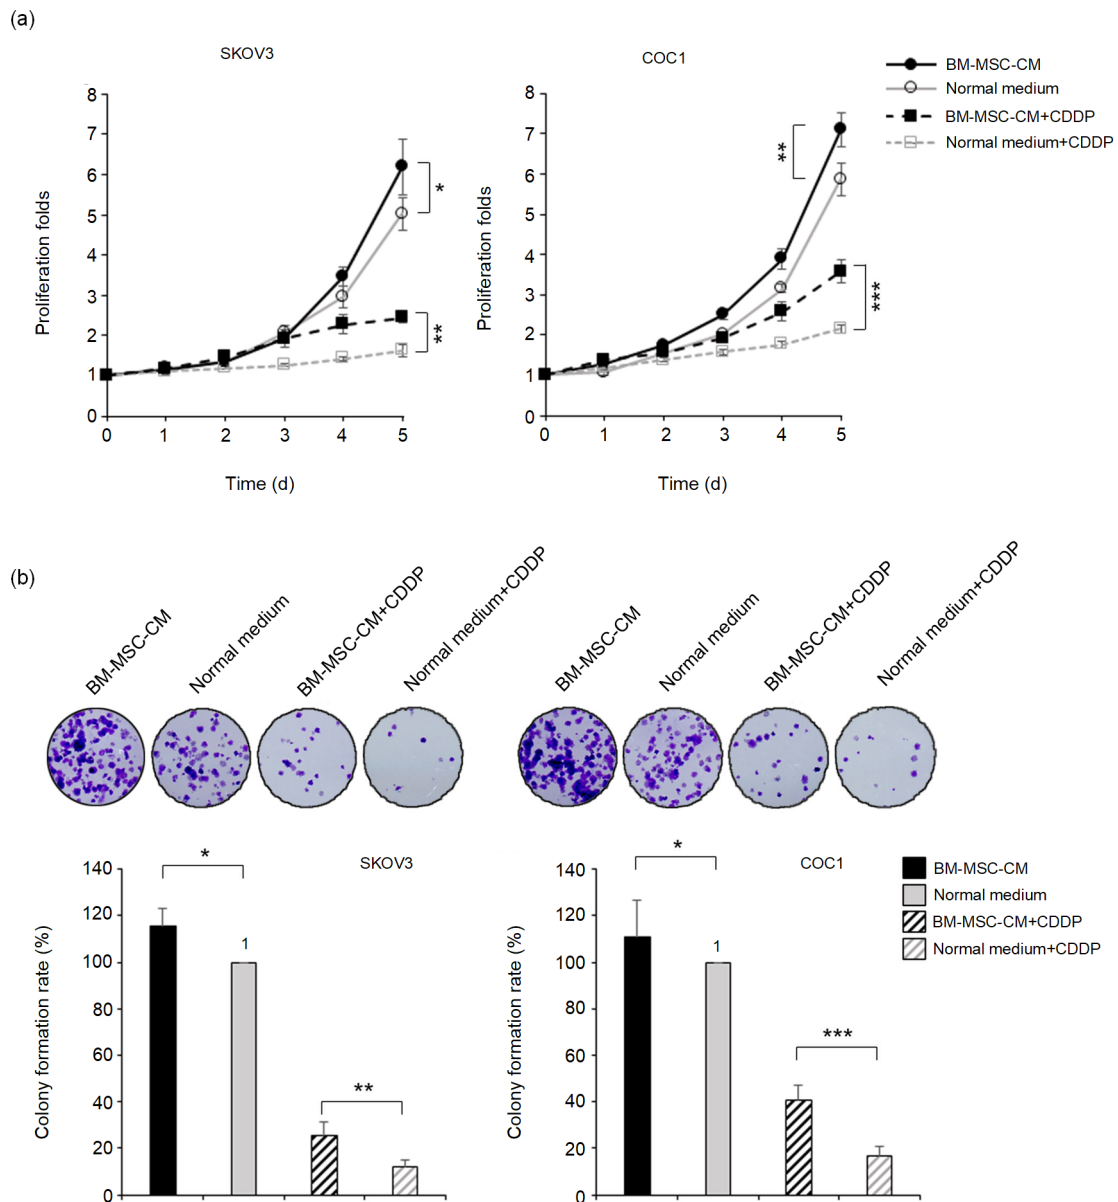 (a)
SKOV3
COC1
BM-MSC-CM
Normal medium
BM-MSC-CM+CDDP
Normal medium+CDDP
Proliferation folds
8
7
6
5
4
3
2
1
0
0 1 2 3 4 5
Time (d)
*
**
Proliferation folds
8
7
6
5
4
3
2
1
0
0 1 2 3 4 5
Time (d)
**
***
(b)
BM-MSC-CM
Normal medium
BM-MSC-CM+CDDP
Normal medium+CDDP
BM-MSC-CM
Normal medium
BM-MSC-CM+CDDP
Normal medium+CDDP
SKOV3
Colony formation rate (%)
140
120
100
80
60
40
20
0
*
1
**
COC1
Colony formation rate (%)
140
120
100
80
60
40
20
0
*
1
***
BM-MSC-CM
Normal medium
BM-MSC-CM+CDDP
Normal medium+CDDP